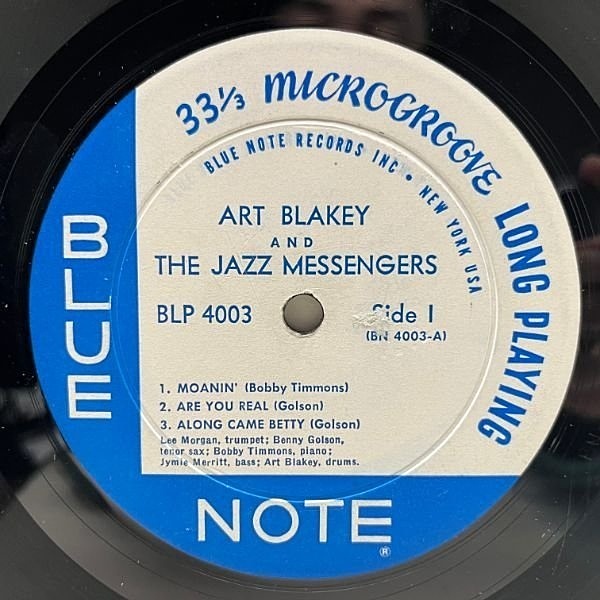 33⅓ MICROGROOVE LONG PLAYING
BLUE NOTE RECORDS INC • NEW YORK USA
ART BLAKEY
AND
THE JAZZ MESSENGERS
BLP 4003
Side 1
(BN 4003-A)
1. MOANIN' (Bobby Timmons)
2. ARE YOU REAL (Golson)
3. ALONG CAME BETTY (Golson)
Lee Morgan, trumpet; Benny Golson,
tenor sax; Bobby Timmons, piano;
Jymie Merritt, bass; Art Blakey, drums.
BLUE
NOTE ®